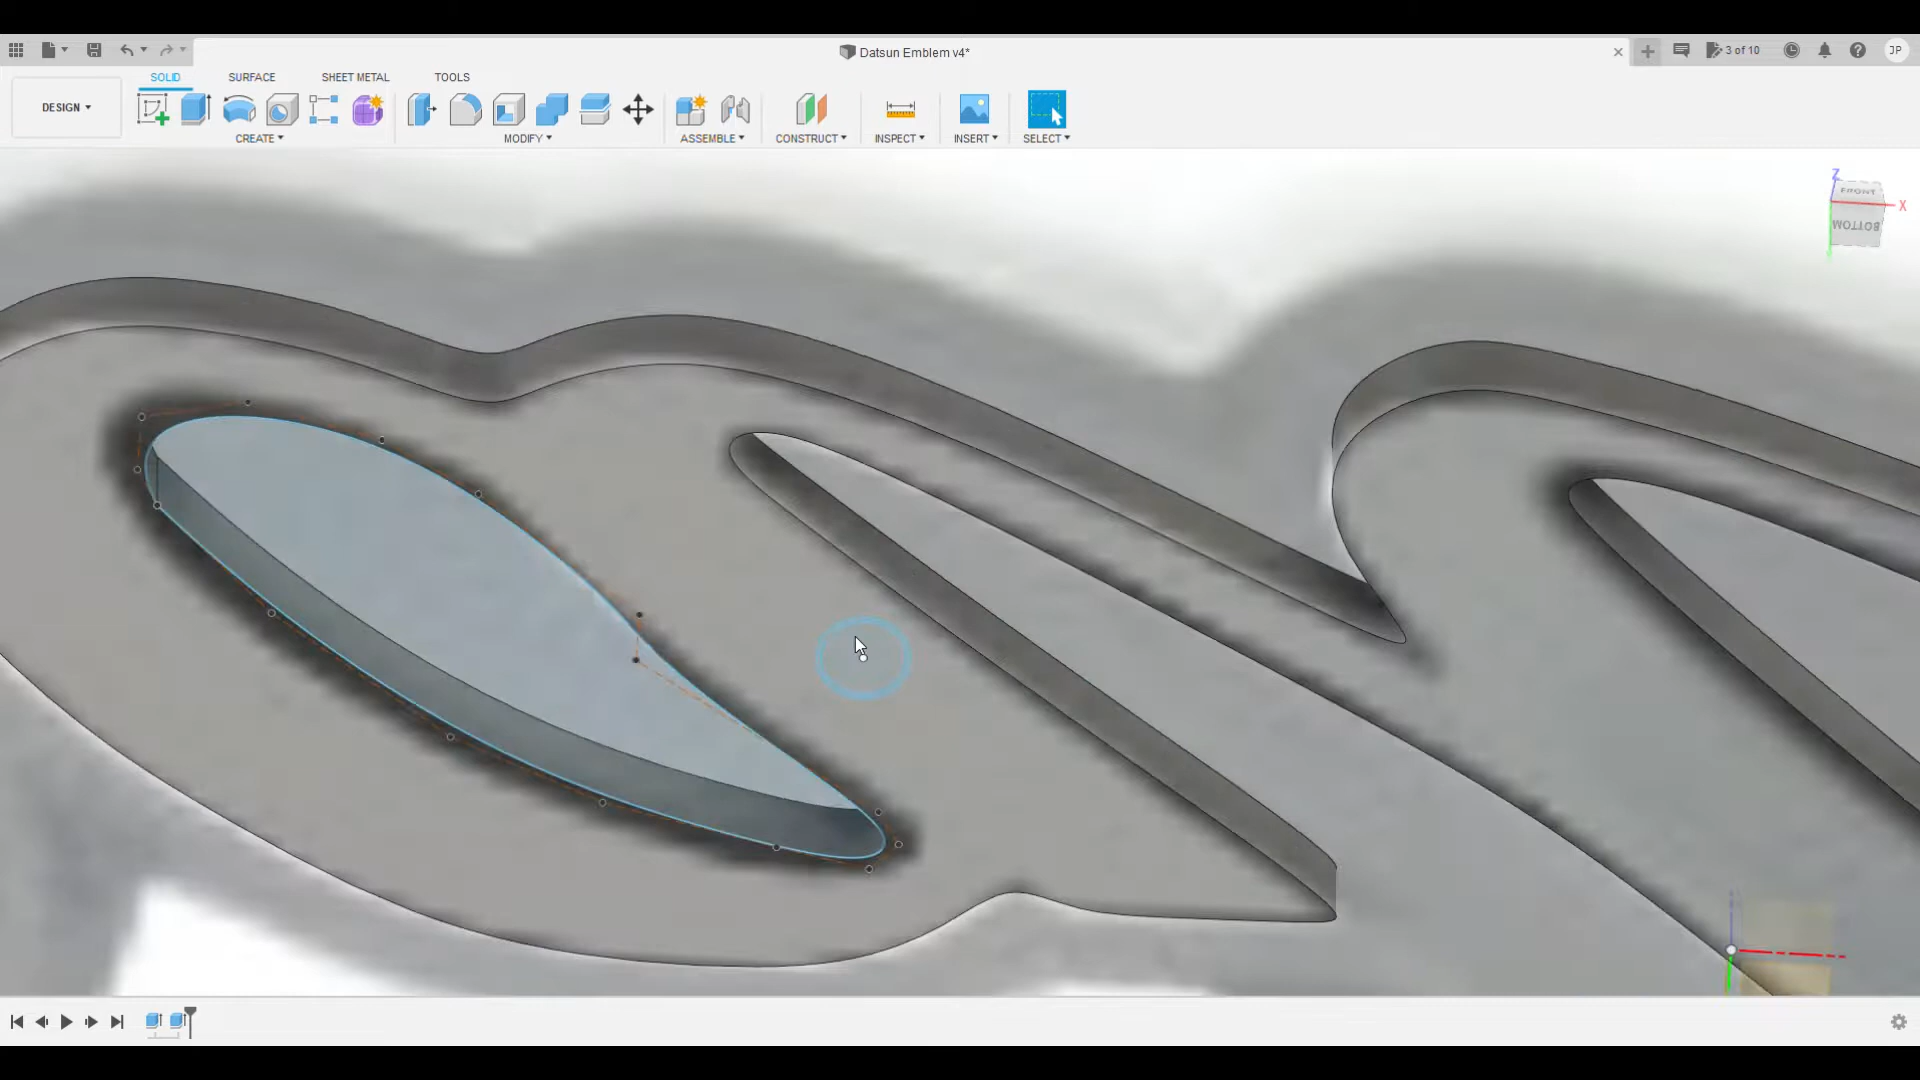 Datsun Emblem v4*
3 of 10
JP
DESIGN
SOLID
SURFACE
SHEET METAL
TOOLS
CREATE
MODIFY
ASSEMBLE
CONSTRUCT
INSPECT
INSERT
SELECT
Z
FRONT
X
BOTTOM